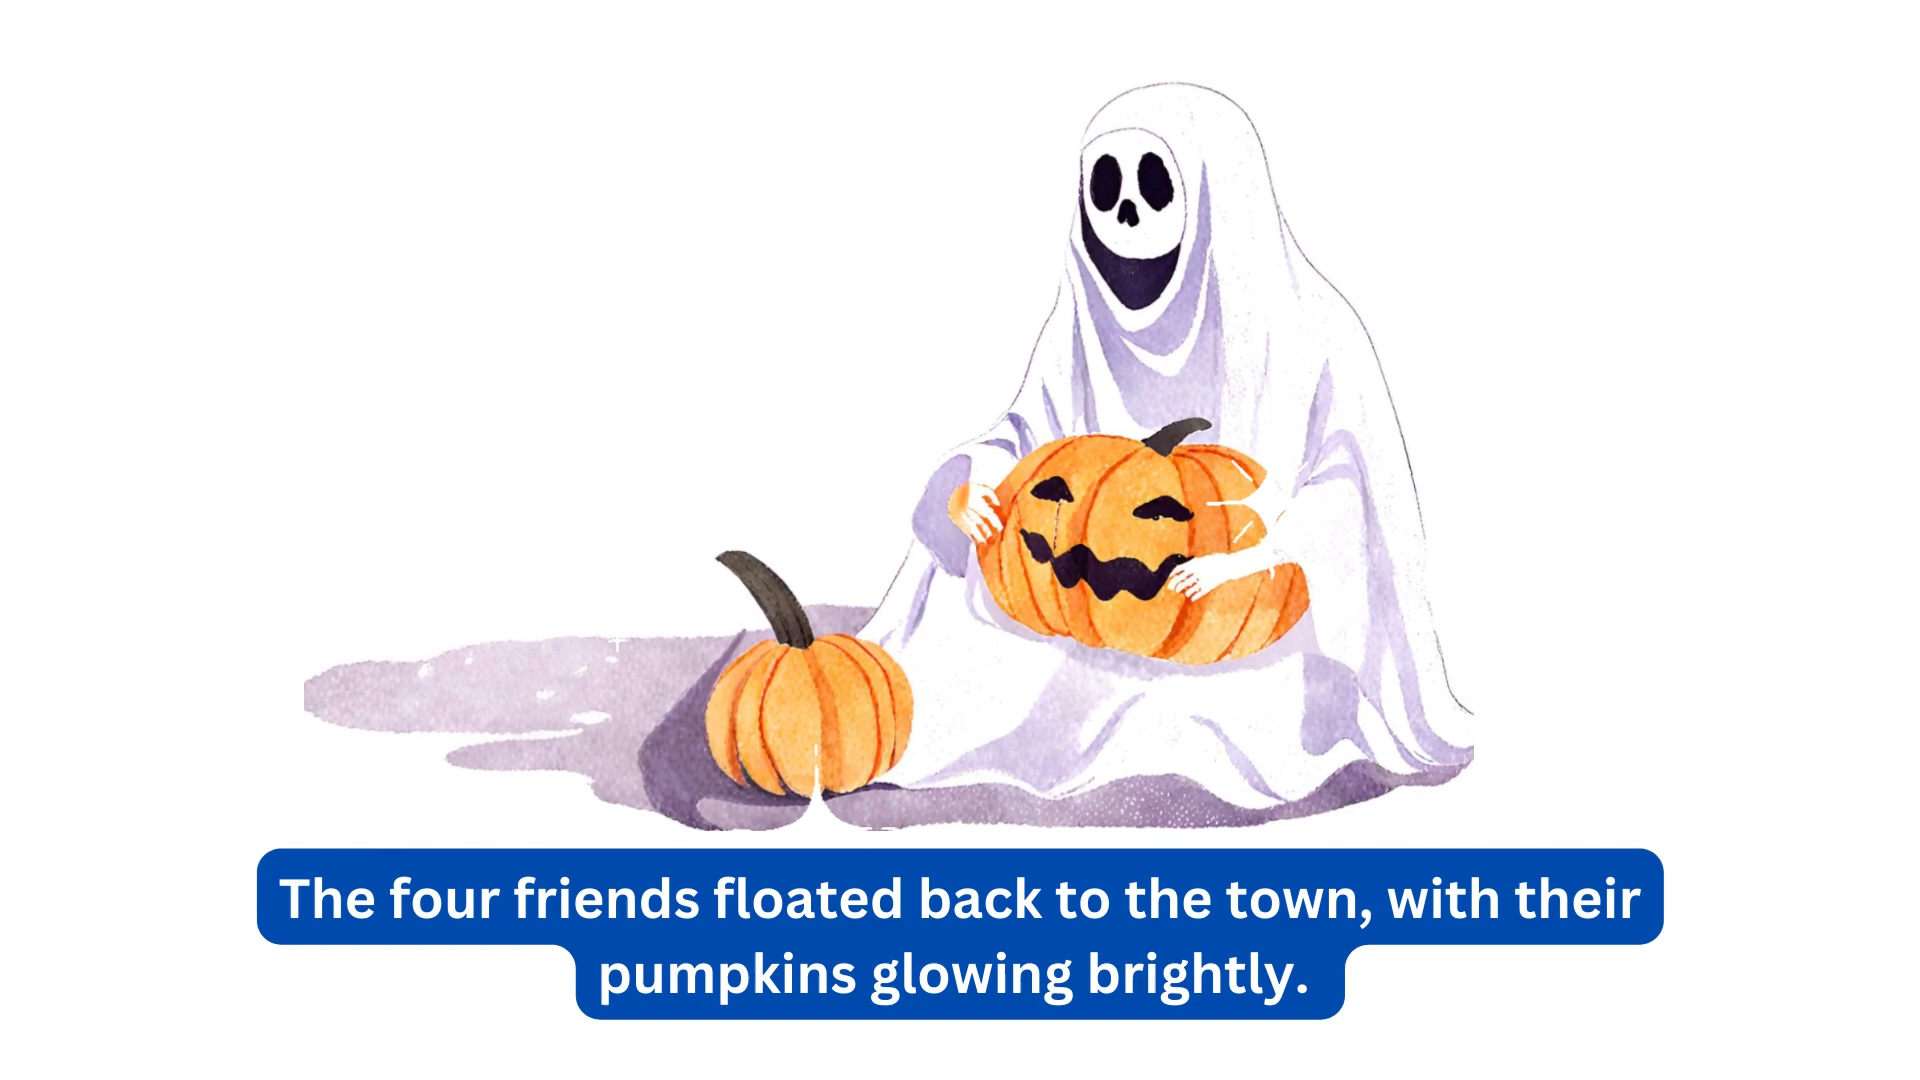 The four friends floated back to the town, with their
pumpkins glowing brightly.